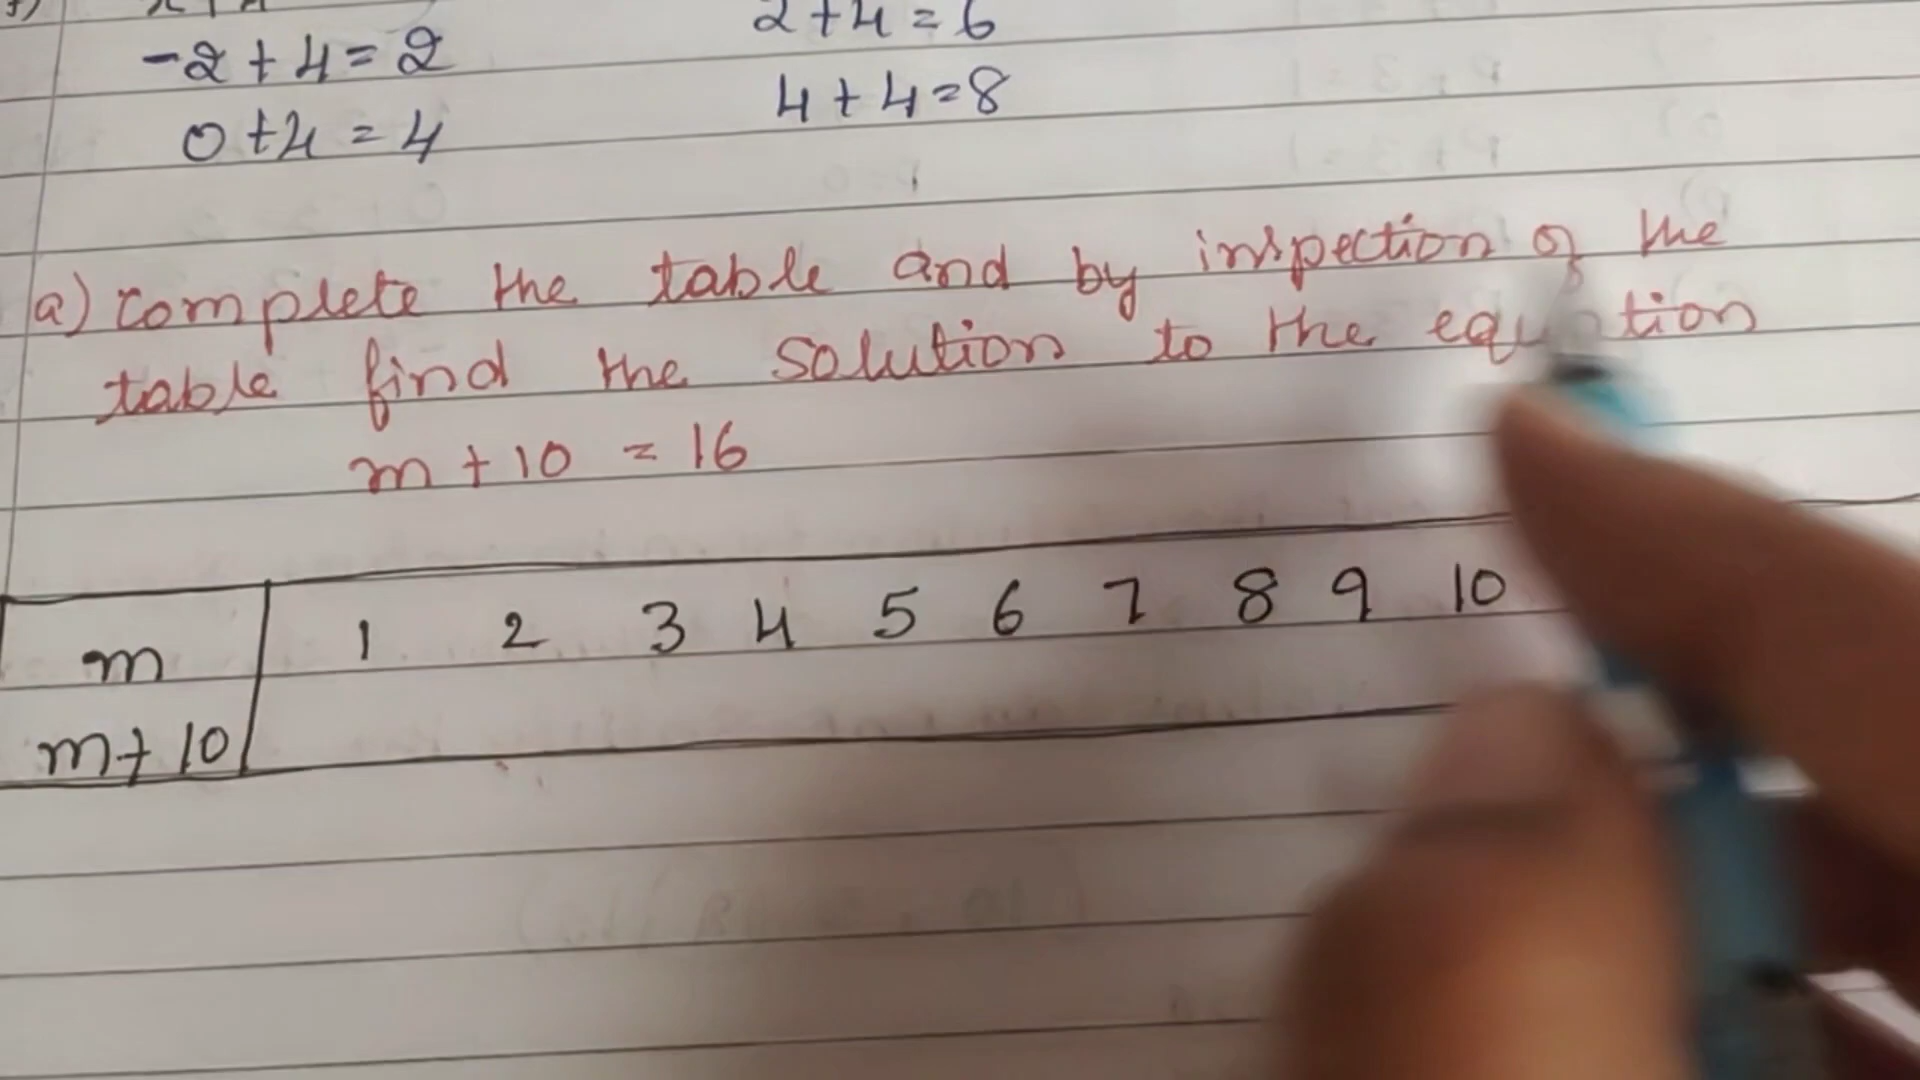 -2+4=2
2+4=6
0+4=4
4+4=8
a) complete the table and by inspection of the
table find the solution to the equation
m+10 = 16
m 1 2 3 4 5 6 7 8 9 10
m+10